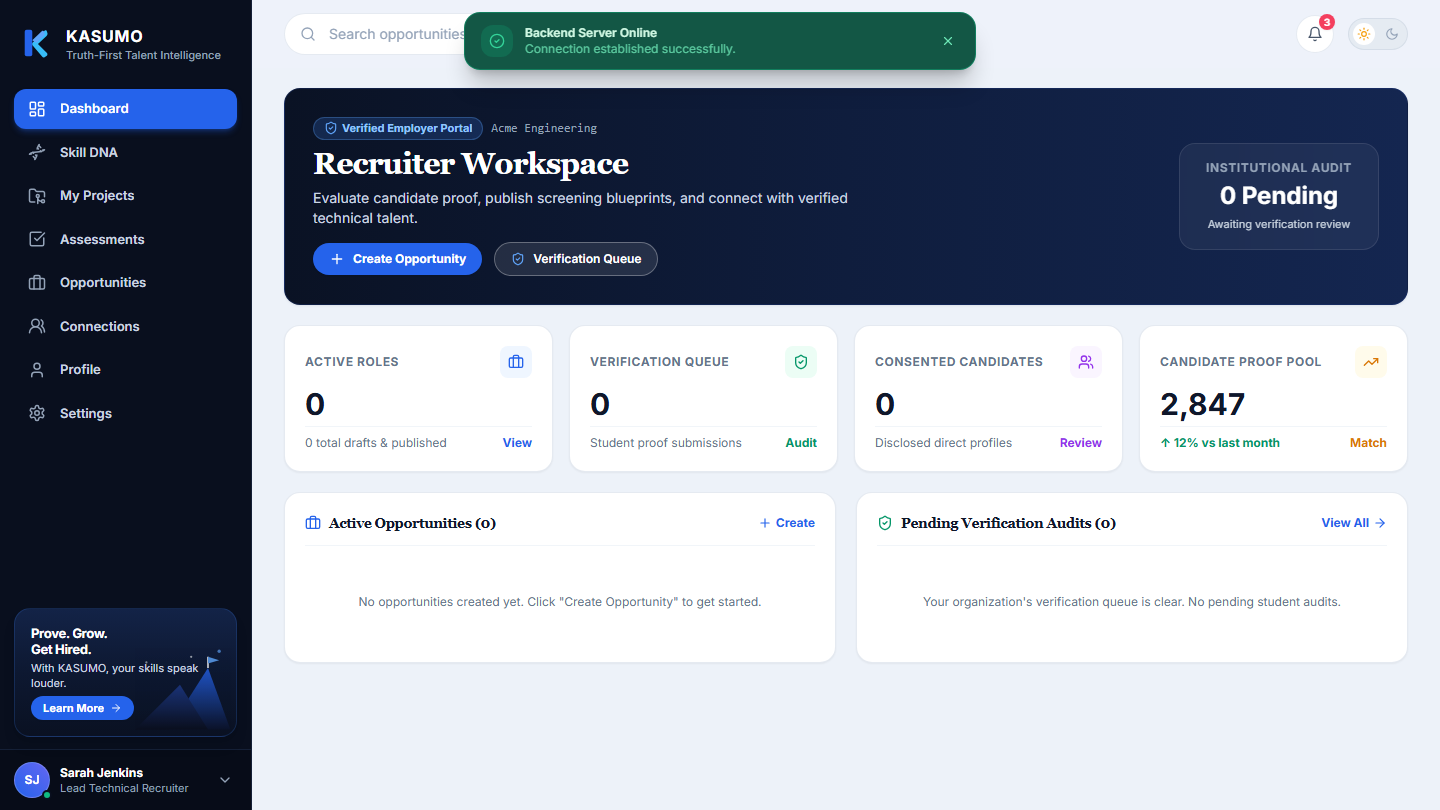 KASUMO
Truth-First Talent Intelligence
Dashboard
Skill DNA
My Projects
Assessments
Opportunities
Connections
Profile
Settings
Prove. Grow.
Get Hired.
With KASUMO, your skills speak
louder.
Learn More
SJ
Sarah Jenkins
Lead Technical Recruiter
Search opportunities
Backend Server Online
Connection established successfully.
3
Verified Employer Portal
Acme Engineering
Recruiter Workspace
Evaluate candidate proof, publish screening blueprints, and connect with verified
technical talent.
Create Opportunity
Verification Queue
INSTITUTIONAL AUDIT
0 Pending
Awaiting verification review
ACTIVE ROLES
0
0 total drafts & published
View
VERIFICATION QUEUE
0
Student proof submissions
Audit
CONSENTED CANDIDATES
0
Disclosed direct profiles
Review
CANDIDATE PROOF POOL
2,847
↑ 12% vs last month
Match
Active Opportunities (0)
+ Create
No opportunities created yet. Click "Create Opportunity" to get started.
Pending Verification Audits (0)
View All →
Your organization's verification queue is clear. No pending student audits.